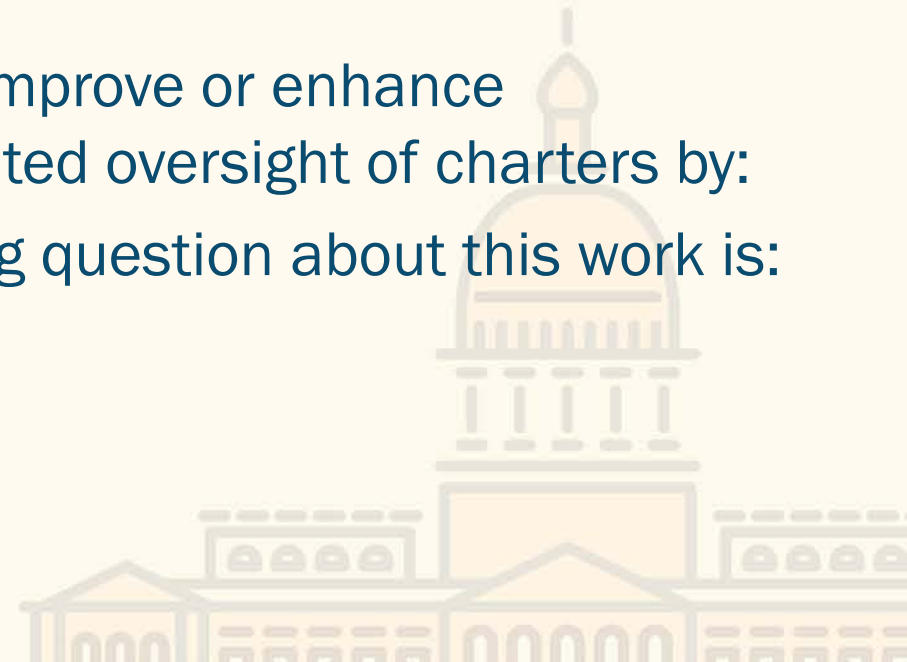 mprove or enhance
ted oversight of charters by:
g question about this work is: